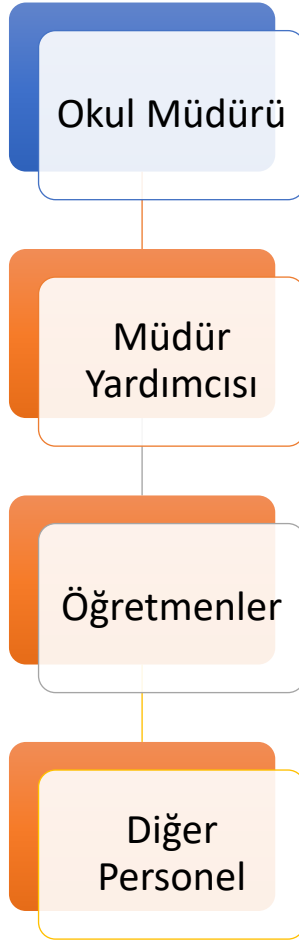 Okul Müdürü
Müdür
Yardımcısı
Öğretmenler
Diğer
Personel